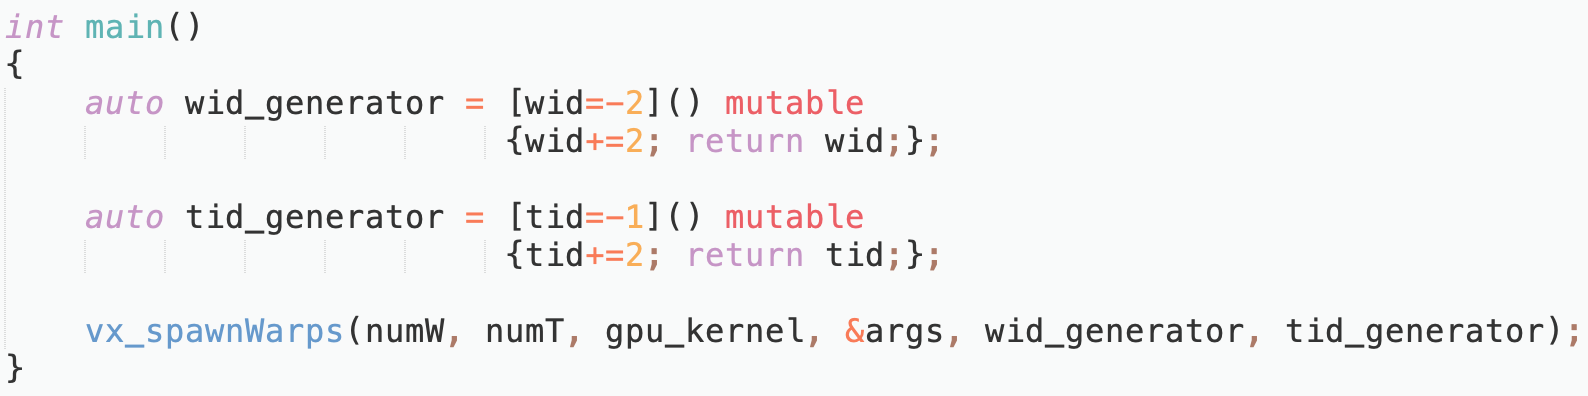 int main()
{
    auto wid_generator = [wid=-2]() mutable
                         {wid+=2; return wid;};
    auto tid_generator = [tid=-1]() mutable
                         {tid+=2; return tid;};
    vx_spawnWarps(numW, numT, gpu_kernel, &args, wid_generator, tid_generator);
}